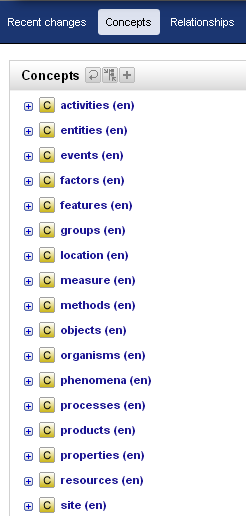 Recent changes Concepts Relationships
Concepts
C activities (en)
C entities (en)
C events (en)
C factors (en)
C features (en)
C groups (en)
C location (en)
C measure (en)
C methods (en)
C objects (en)
C organisms (en)
C phenomena (en)
C processes (en)
C products (en)
C properties (en)
C resources (en)
C site (en)